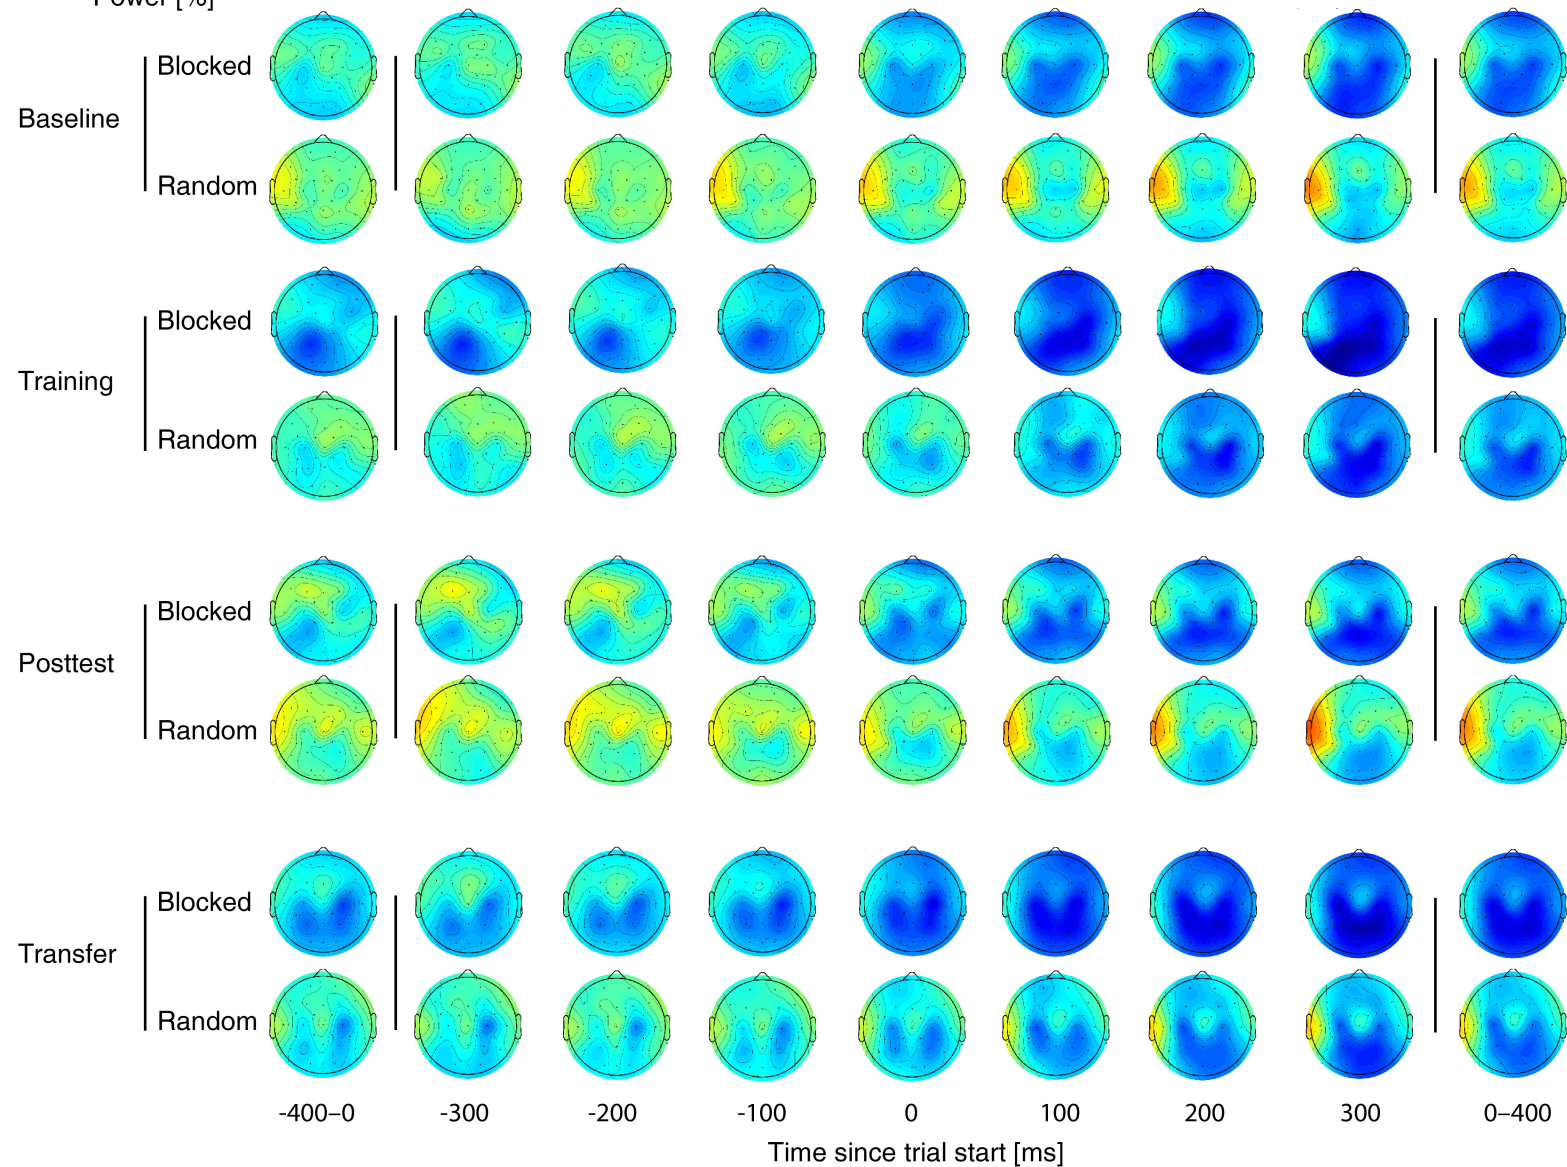 Power [%]
Blocked
Baseline
Random
Blocked
Training
Random
Blocked
Posttest
Random
Blocked
Transfer
Random
-400–0 -300 -200 -100 0 100 200 300 0–400
Time since trial start [ms]